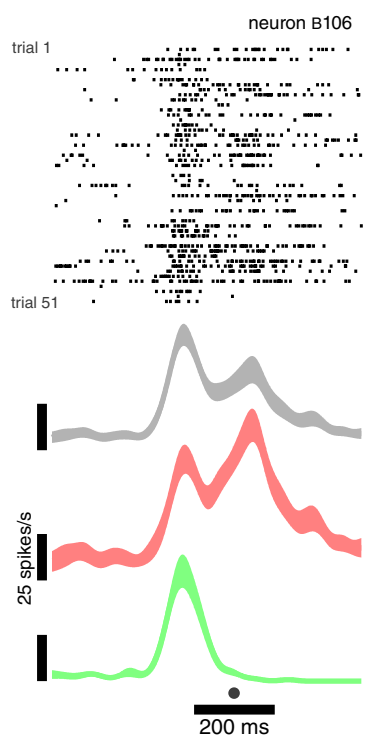 neuron B106
trial 1
trial 51
25 spikes/s
200 ms